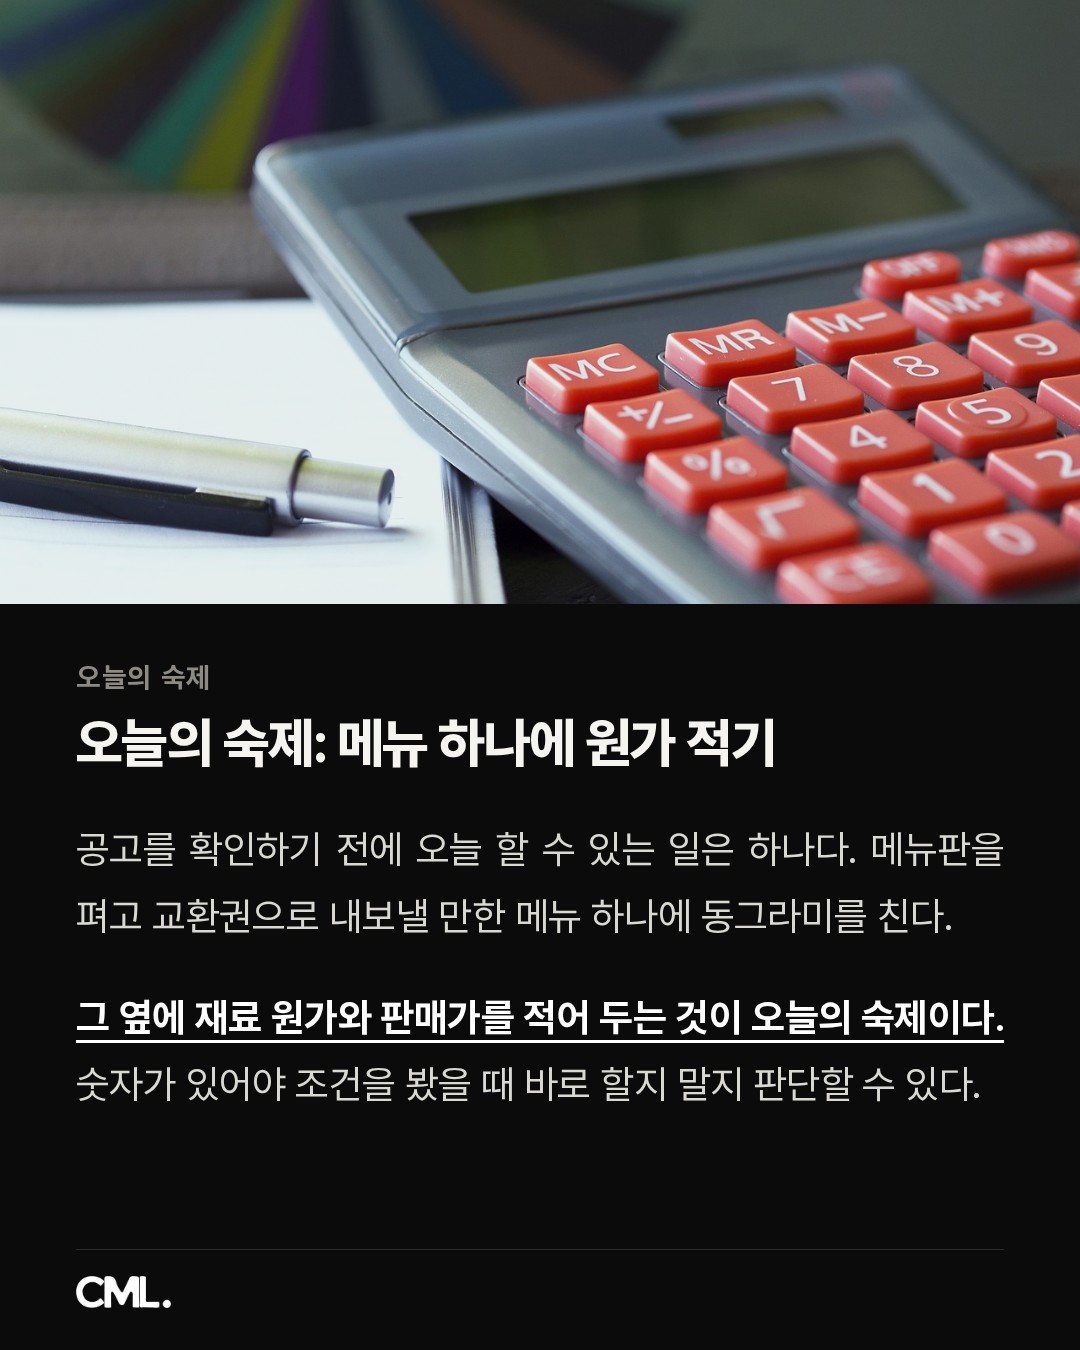 OFF
MC MR M− M+
+/− 7 8 9
% 4 5
√ 1 2
CE 0
오늘의 숙제
오늘의 숙제: 메뉴 하나에 원가 적기
공고를 확인하기 전에 오늘 할 수 있는 일은 하나다. 메뉴판을
펴고 교환권으로 내보낼 만한 메뉴 하나에 동그라미를 친다.
그 옆에 재료 원가와 판매가를 적어 두는 것이 오늘의 숙제이다.
숫자가 있어야 조건을 봤을 때 바로 할지 말지 판단할 수 있다.
CML.